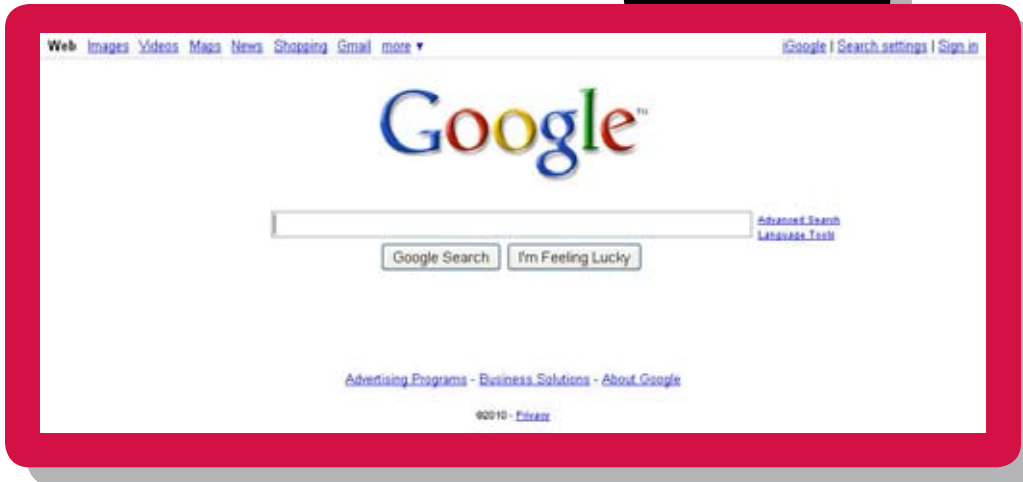 Web Images Videos Maps News Shopping Gmail more ▼ iGoogle | Search settings | Sign in
Google™
Advanced Search
Language Tools
Google Search I'm Feeling Lucky
Advertising Programs - Business Solutions - About Google
©2010 - Privacy